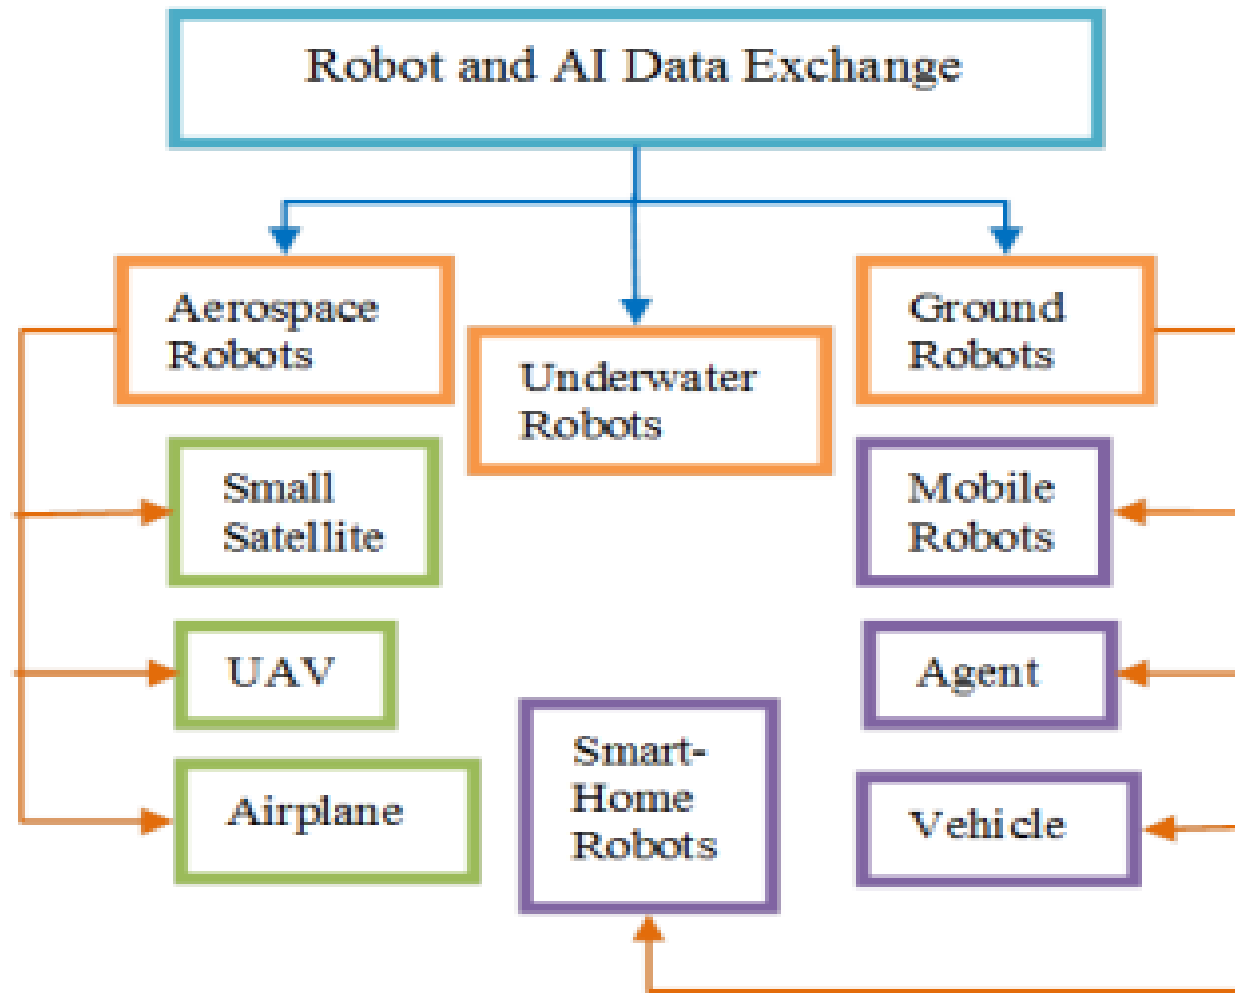 Robot and AI Data Exchange
Aerospace
Robots
Underwater
Robots
Ground
Robots
Small
Satellite
UAV
Airplane
Mobile
Robots
Agent
Vehicle
Smart-
Home
Robots